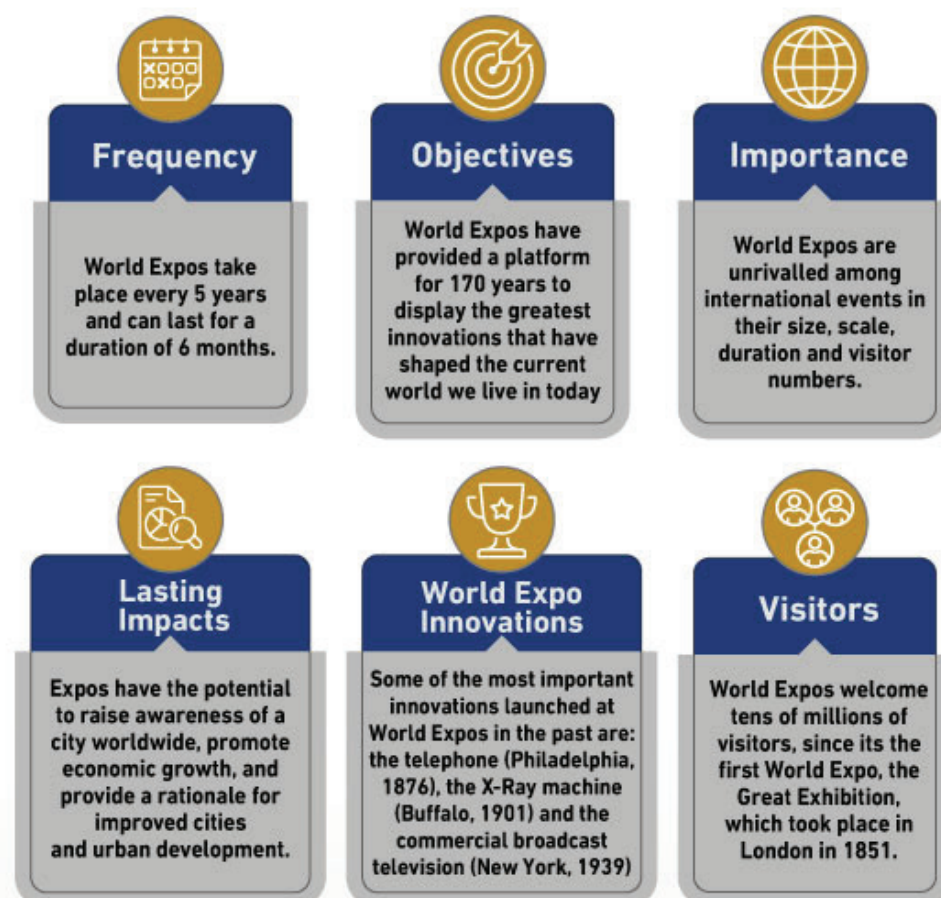 Frequency
World Expos take
place every 5 years
and can last for a
duration of 6 months.
Objectives
World Expos have
provided a platform
for 170 years to
display the greatest
innovations that have
shaped the current
world we live in today
Importance
World Expos are
unrivalled among
international events in
their size, scale,
duration and visitor
numbers.
Lasting
Impacts
Expos have the potential
to raise awareness of a
city worldwide, promote
economic growth, and
provide a rationale for
improved cities
and urban development.
World Expo
Innovations
Some of the most important
innovations launched at
World Expos in the past are:
the telephone (Philadelphia,
1876), the X-Ray machine
(Buffalo, 1901) and the
commercial broadcast
television (New York, 1939)
Visitors
World Expos welcome
tens of millions of
visitors, since its the
first World Expo, the
Great Exhibition,
which took place in
London in 1851.